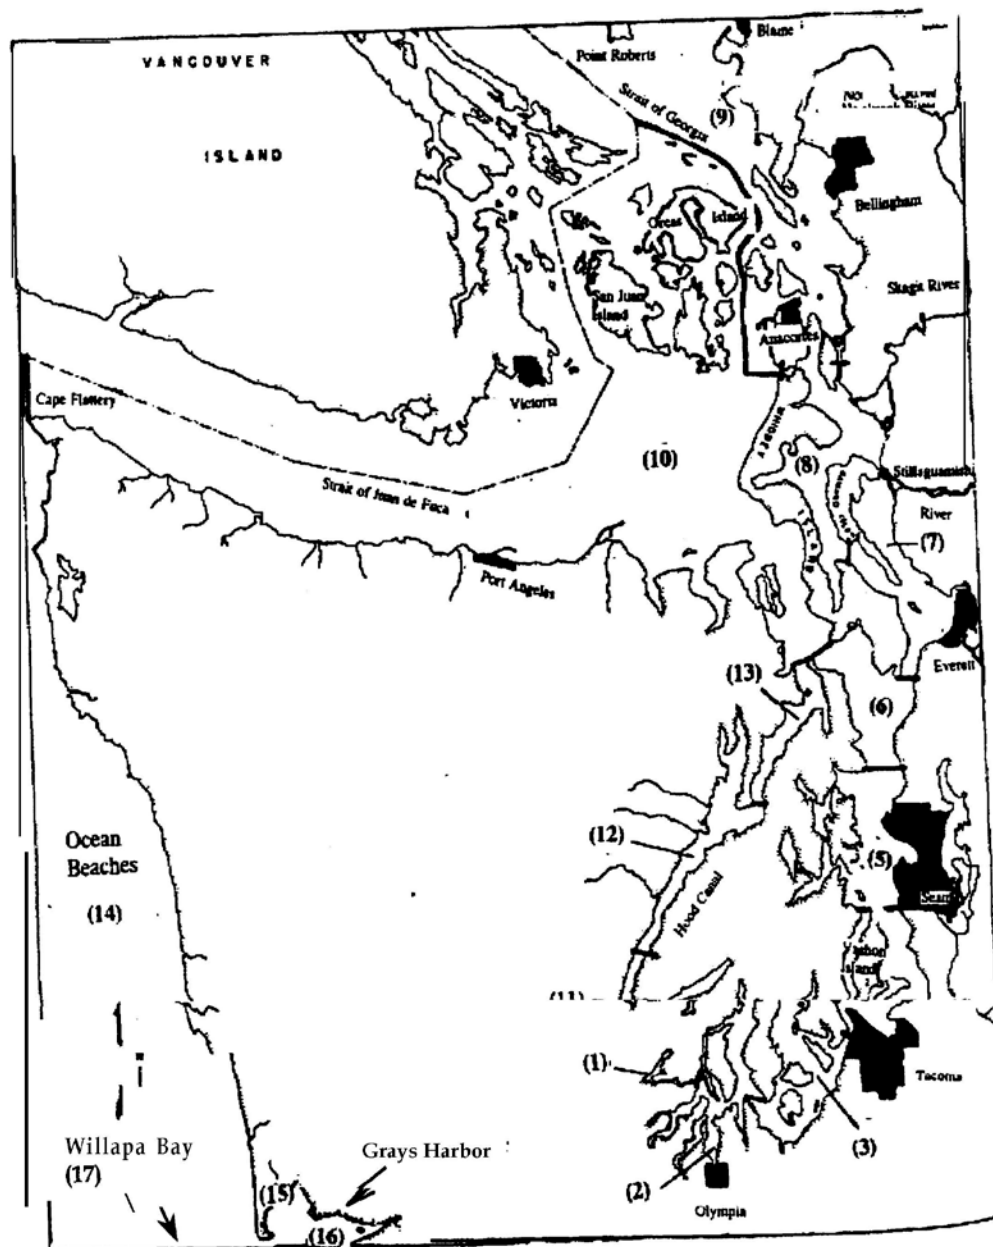 VANCOUVER
ISLAND
Point Roberts
Blaine
Strait of Georgia
(9)
Bellingham
Orcas Island
San Juan
Island
Skagit River
Anacortes
Cape Flattery
Victoria
WHIDBEY
ISLAND
(10)
(8)
Stillaguamish
River
(7)
Strait of Juan de Fuca
Port Angeles
Everett
(13)
(6)
(12)
(5)
Ocean
Beaches
(14)
Hood Canal
(11)
(1)
Tacoma
(3)
(2)
Olympia
Willapa Bay
(17)
Grays Harbor
(15)
(16)